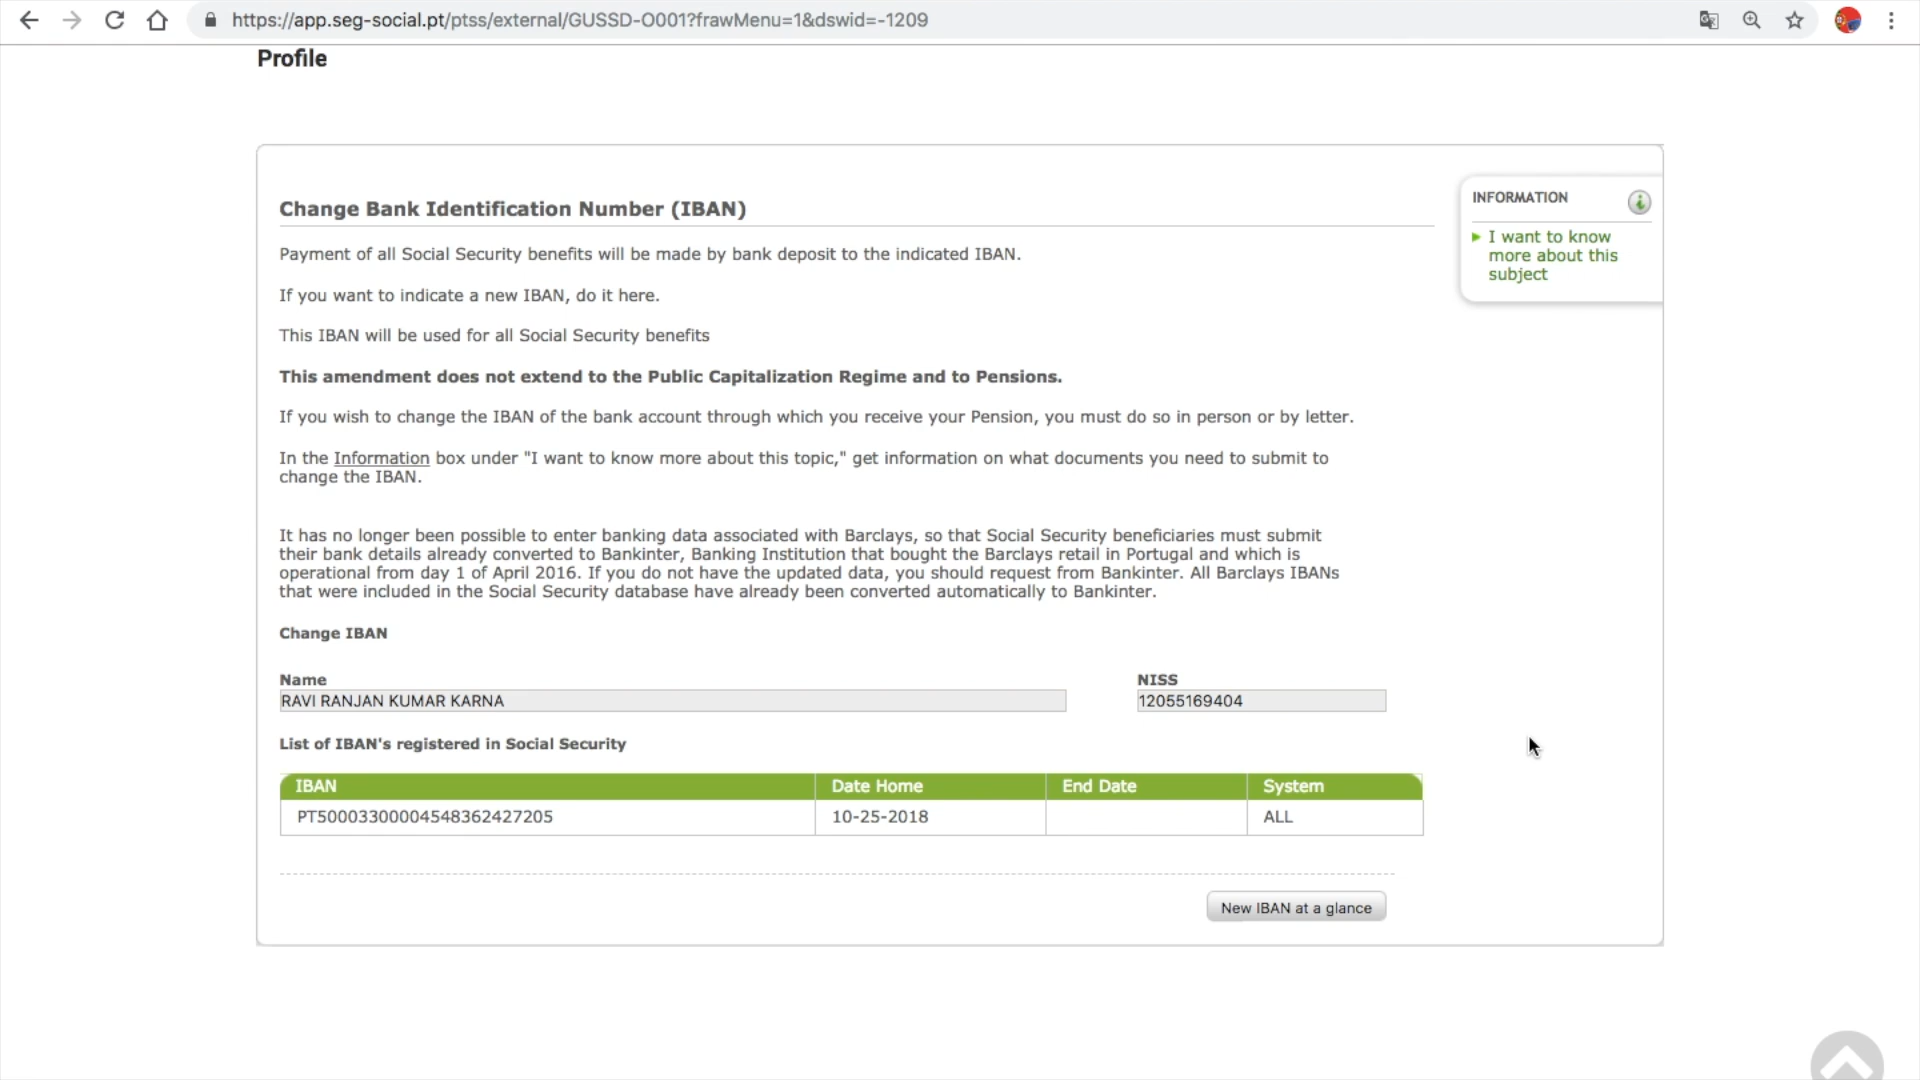 https://app.seg-social.pt/ptss/external/GUSSD-O001?frawMenu=1&dswid=-1209
Profile
Change Bank Identification Number (IBAN)
INFORMATION
I want to know
more about this
subject
Payment of all Social Security benefits will be made by bank deposit to the indicated IBAN.
If you want to indicate a new IBAN, do it here.
This IBAN will be used for all Social Security benefits
This amendment does not extend to the Public Capitalization Regime and to Pensions.
If you wish to change the IBAN of the bank account through which you receive your Pension, you must do so in person or by letter.
In the Information box under "I want to know more about this topic," get information on what documents you need to submit to
change the IBAN.
It has no longer been possible to enter banking data associated with Barclays, so that Social Security beneficiaries must submit
their bank details already converted to Bankinter, Banking Institution that bought the Barclays retail in Portugal and which is
operational from day 1 of April 2016. If you do not have the updated data, you should request from Bankinter. All Barclays IBANs
that were included in the Social Security database have already been converted automatically to Bankinter.
Change IBAN
Name NISS
RAVI RANJAN KUMAR KARNA 12055169404
List of IBAN's registered in Social Security
IBAN Date Home End Date System
PT50003300004548362427205 10-25-2018 ALL
New IBAN at a glance